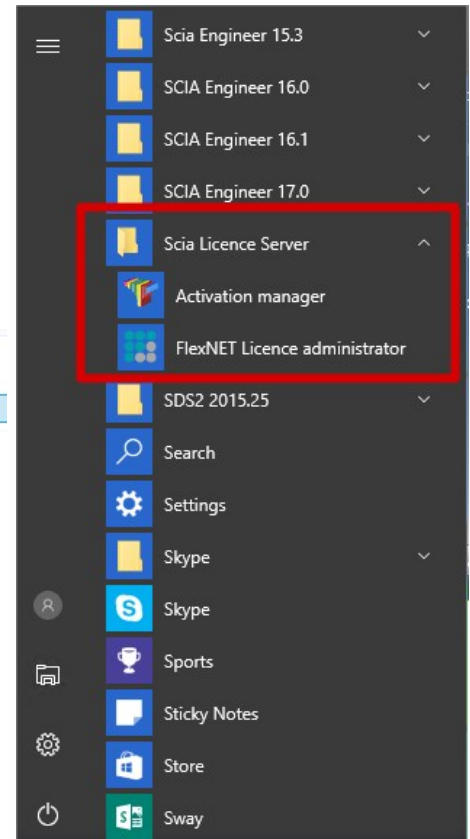 Scia Engineer 15.3
SCIA Engineer 16.0
SCIA Engineer 16.1
SCIA Engineer 17.0
Scia Licence Server
Activation manager
FlexNET Licence administrator
SDS2 2015.25
Search
Settings
Skype
Skype
Sports
Sticky Notes
Store
Sway